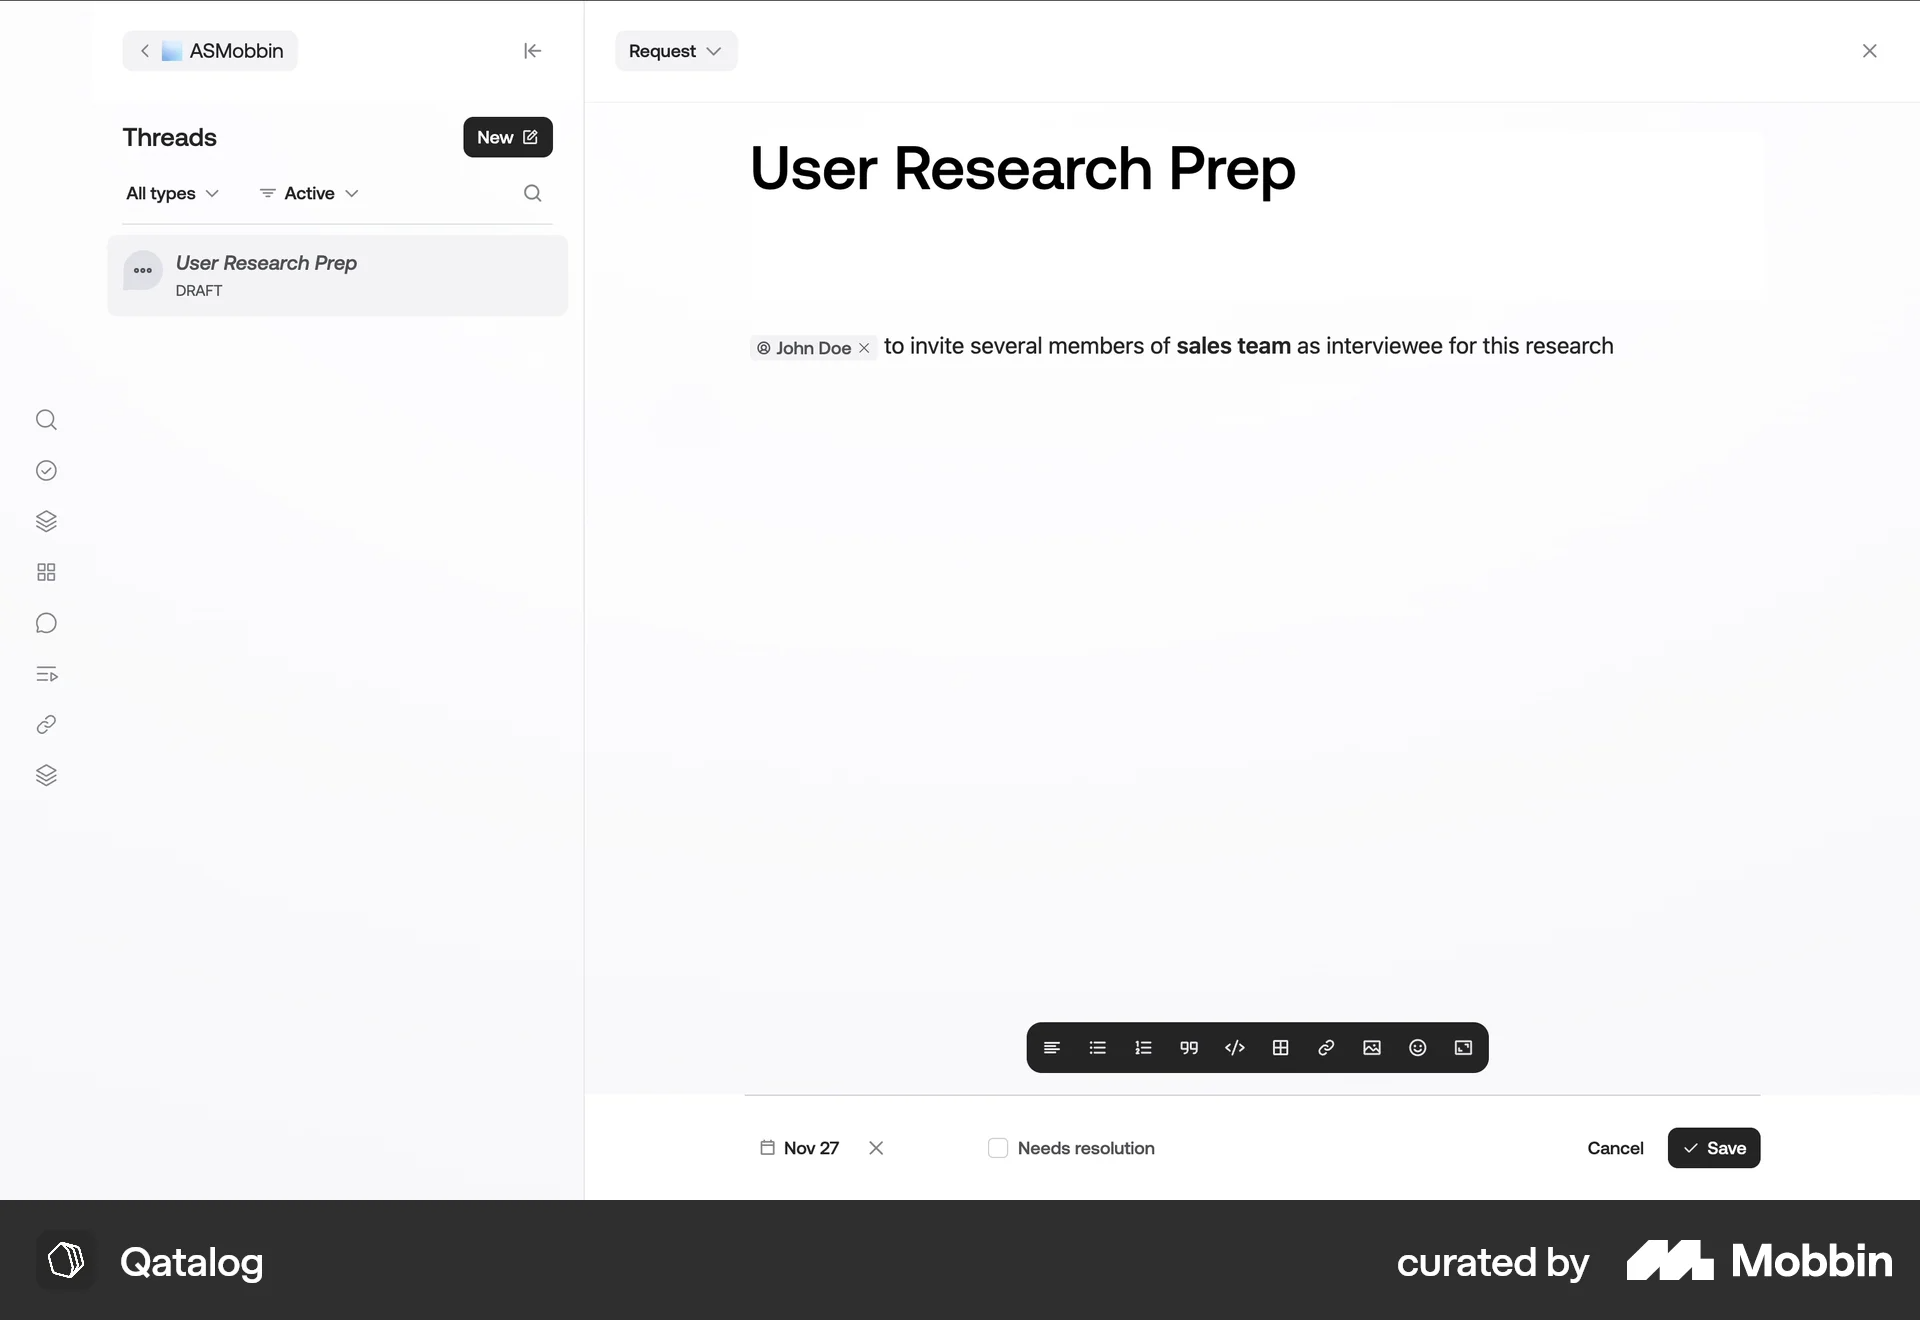 ASMobbin
Request
Threads
New
All types
Active
User Research Prep
DRAFT
User Research Prep
John Doe to invite several members of sales team as interviewee for this research
Nov 27
Needs resolution
Cancel
Save
Qatalog
curated by Mobbin